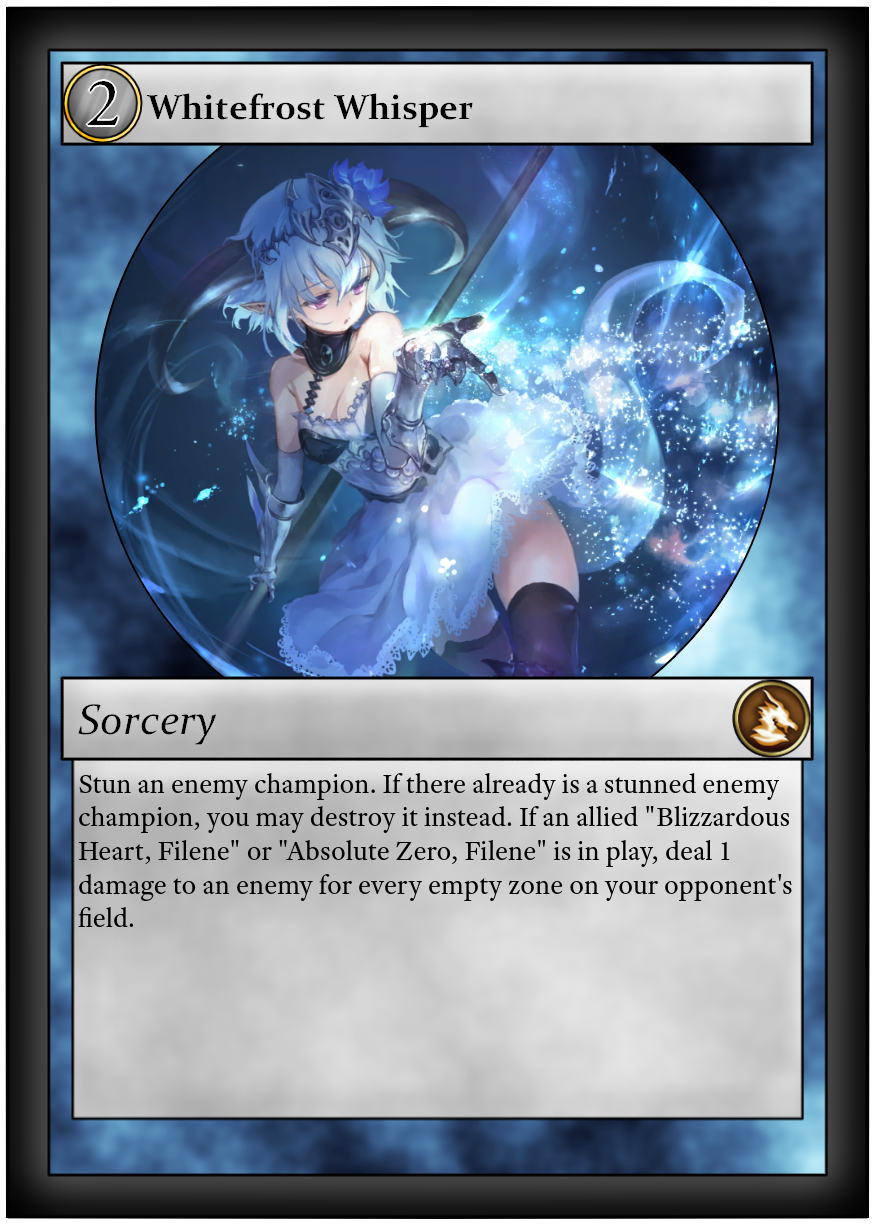 2 Whitefrost Whisper
Sorcery
Stun an enemy champion. If there already is a stunned enemy
champion, you may destroy it instead. If an allied "Blizzardous
Heart, Filene" or "Absolute Zero, Filene" is in play, deal 1
damage to an enemy for every empty zone on your opponent's
field.